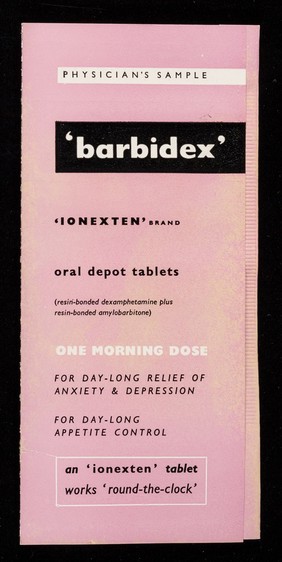 PHYSICIAN'S SAMPLE
‘barbidex’
‘IONEXTEN’ BRAND
oral depot tablets
(resin-bonded dexamphetamine plus
resin-bonded amylobarbitone)
ONE MORNING DOSE
FOR DAY-LONG RELIEF OF
ANXIETY & DEPRESSION
FOR DAY-LONG
APPETITE CONTROL
an ‘ionexten’ tablet
works ‘round-the-clock’